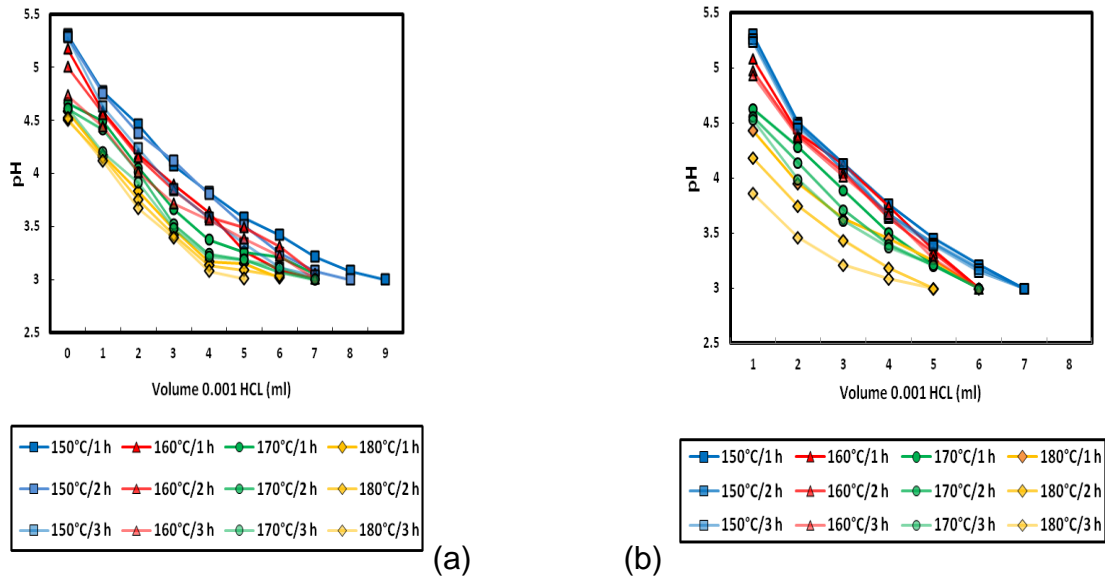 5.5
5
4.5
4
3.5
3
2.5
pH
0 1 2 3 4 5 6 7 8 9
Volume 0.001 HCL (ml)
150°C/1 h 160°C/1 h 170°C/1 h 180°C/1 h
150°C/2 h 160°C/2 h 170°C/2 h 180°C/2 h
150°C/3 h 160°C/3 h 170°C/3 h 180°C/3 h
(a)
5.5
5
4.5
4
3.5
3
2.5
pH
1 2 3 4 5 6 7 8
Volume 0.001 HCL (ml)
150°C/1 h 160°C/1 h 170°C/1 h 180°C/1 h
150°C/2 h 160°C/2 h 170°C/2 h 180°C/2 h
150°C/3 h 160°C/3 h 170°C/3 h 180°C/3 h
(b)